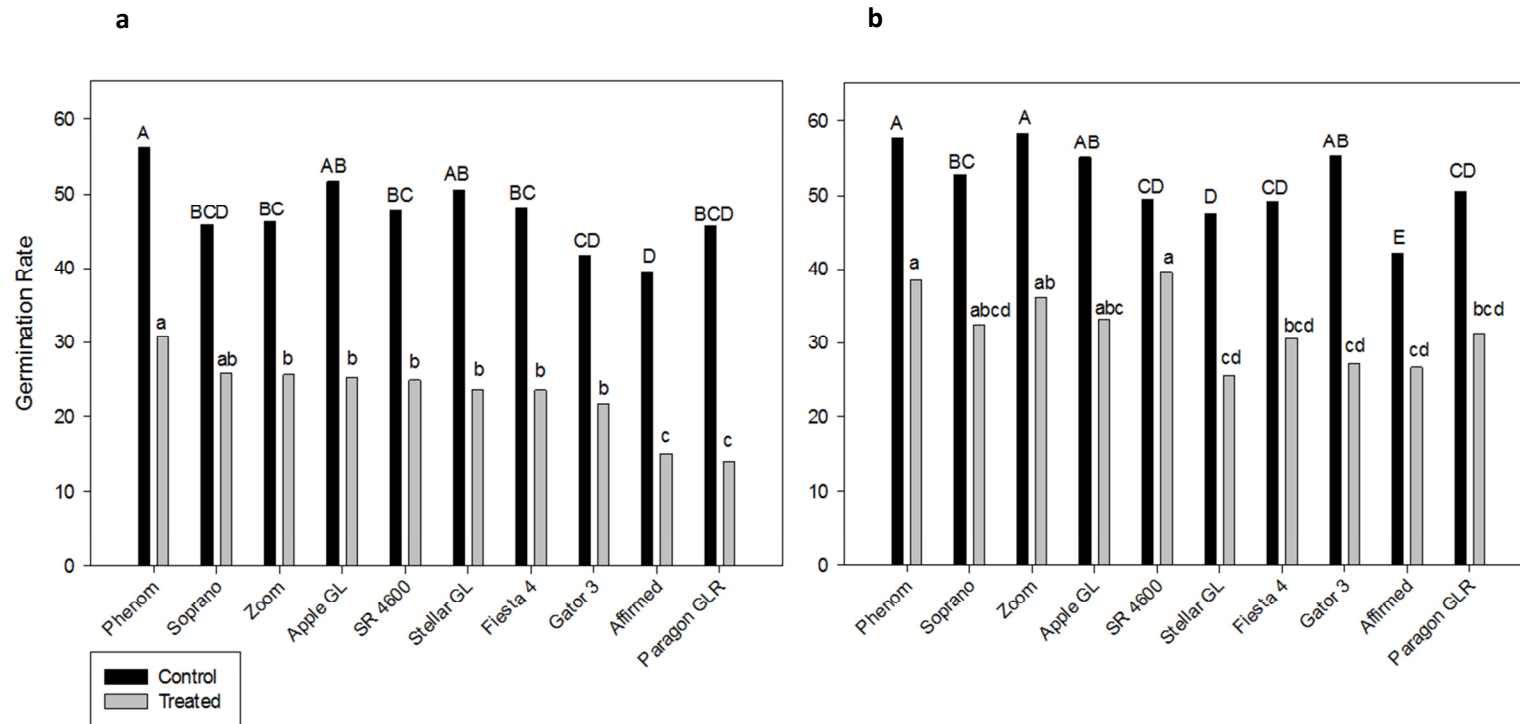 a
b
Germination Rate
60
50
40
30
20
10
0
A
BCD
BC
AB
BC
AB
BC
CD
D
BCD
a
ab
b
b
b
b
b
b
c
c
Phenom
Soprano
Zoom
Apple GL
SR 4600
Stellar GL
Fiesta 4
Gator 3
Affirmed
Paragon GLR
60
50
40
30
20
10
0
A
BC
A
AB
CD
D
CD
AB
E
CD
a
abcd
ab
abc
a
cd
bcd
cd
cd
bcd
Phenom
Soprano
Zoom
Apple GL
SR 4600
Stellar GL
Fiesta 4
Gator 3
Affirmed
Paragon GLR
Control
Treated